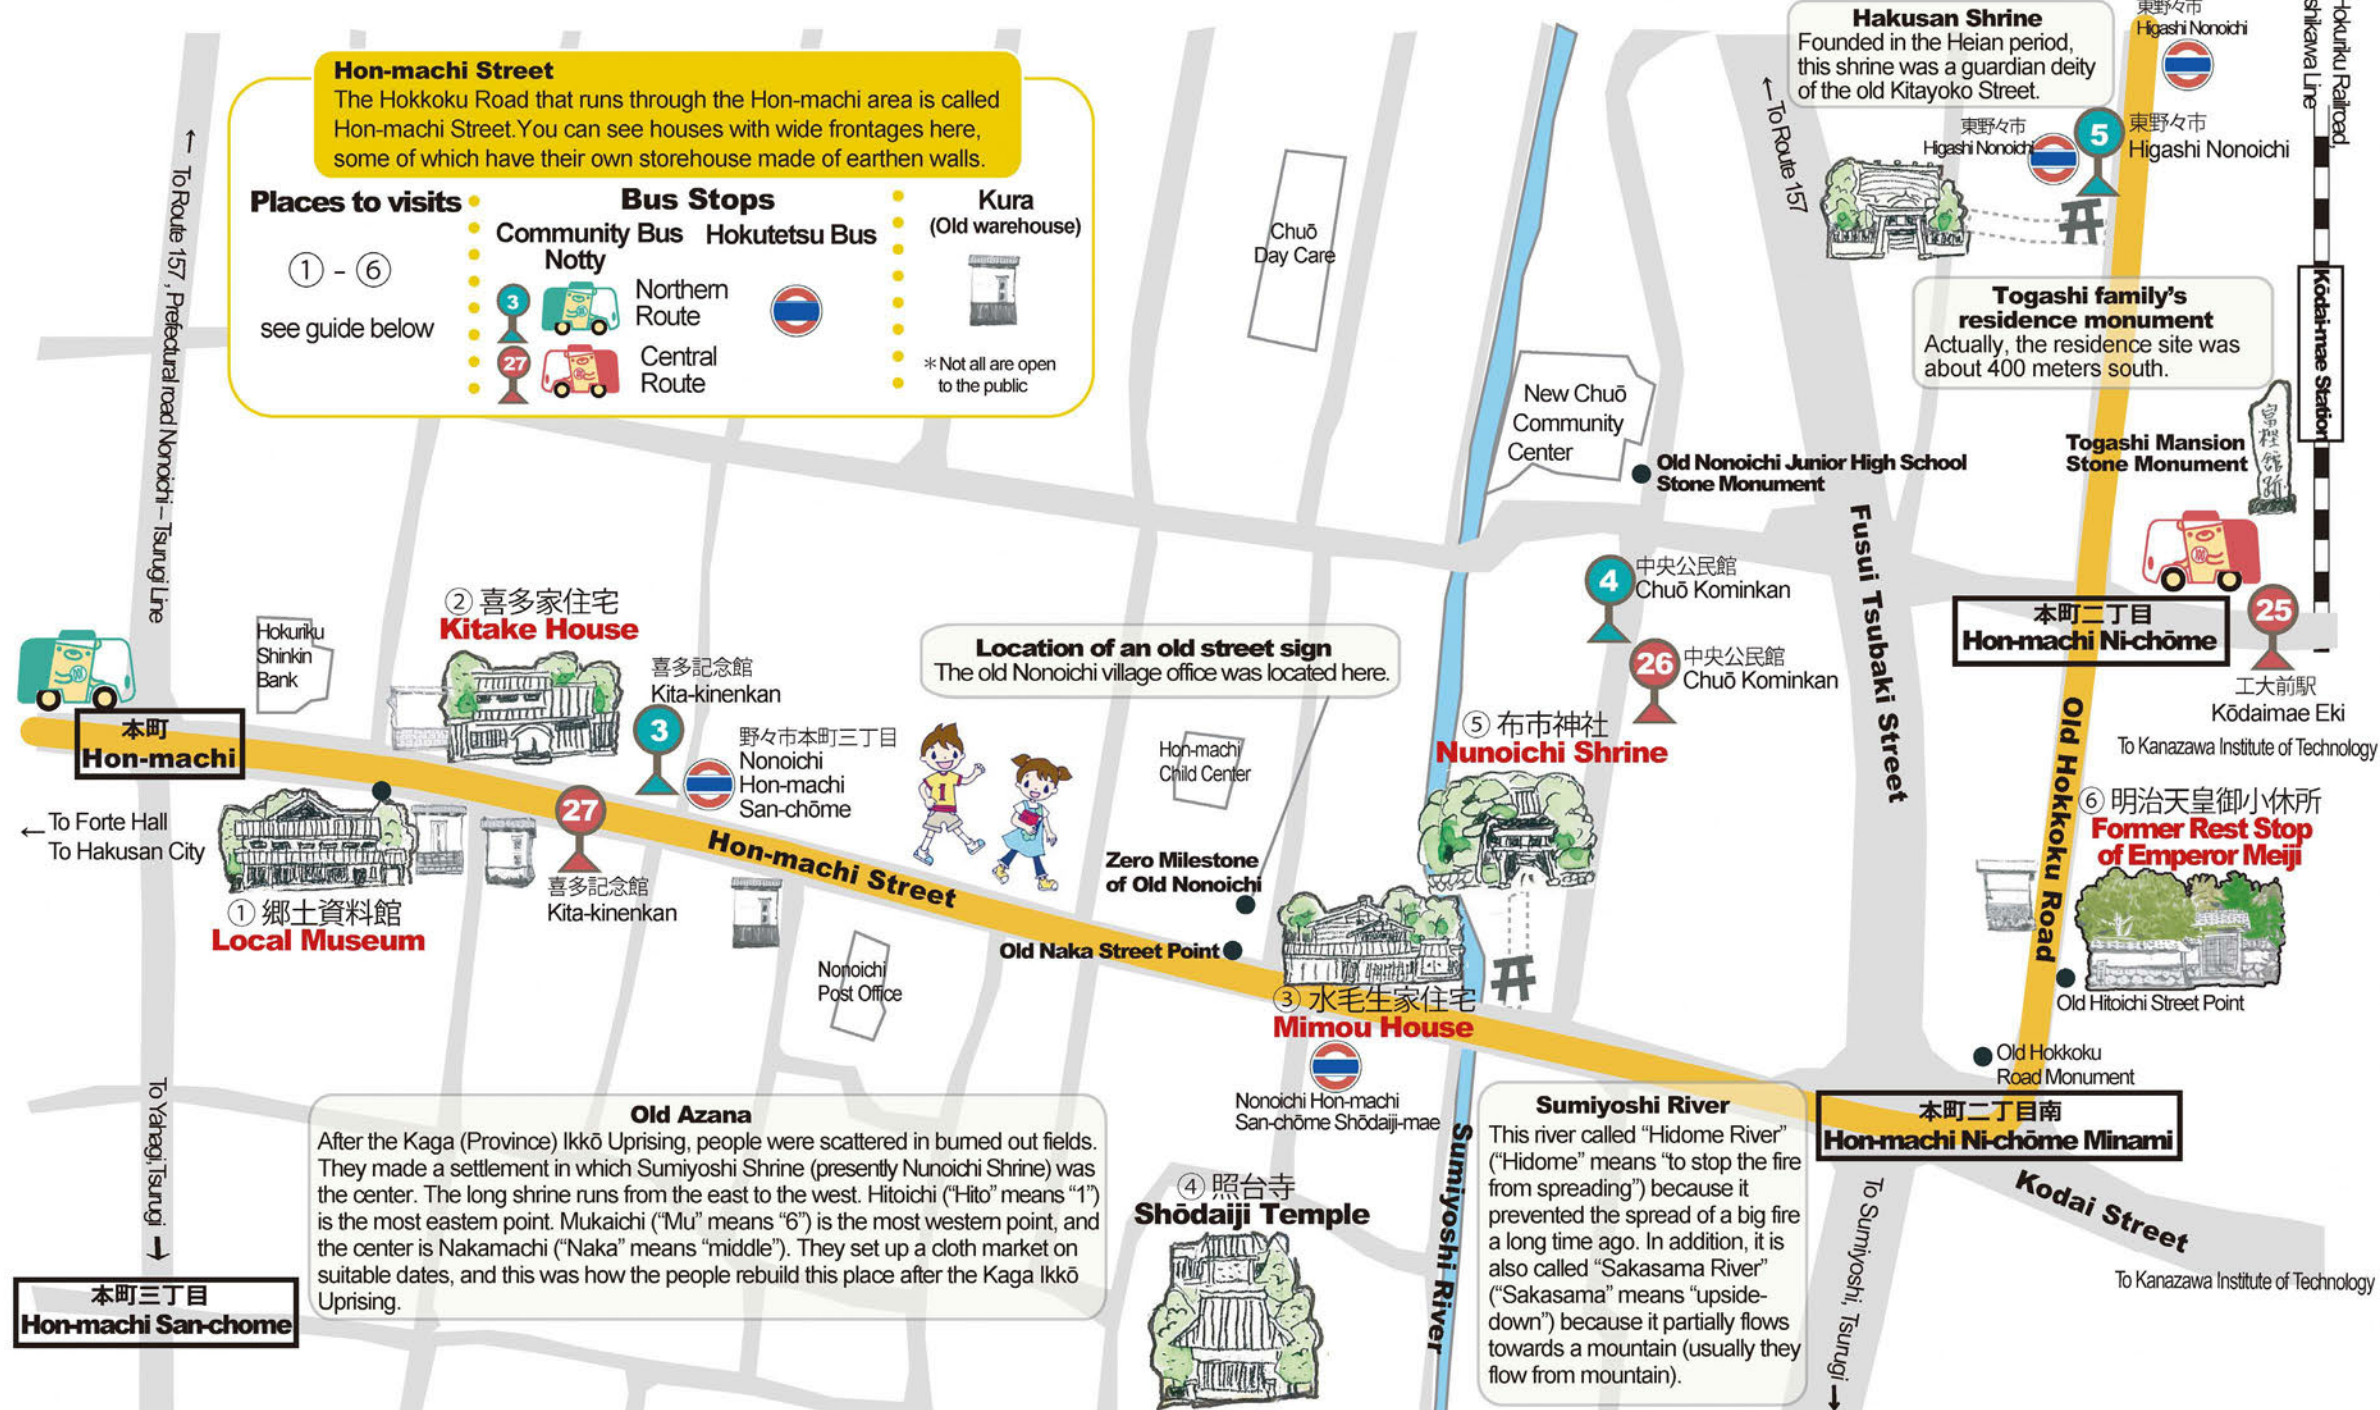 Hon-machi Street
The Hokkoku Road that runs through the Hon-machi area is called
Hon-machi Street.You can see houses with wide frontages here,
some of which have their own storehouse made of earthen walls.
Places to visits
① - ⑥
see guide below
Bus Stops
Community Bus
Notty
Hokutetsu Bus
3
Northern
Route
27
Central
Route
Kura
(Old warehouse)
＊Not all are open
to the public
Hakusan Shrine
Founded in the Heian period,
this shrine was a guardian deity
of the old Kitayoko Street.
東野々市
Higashi Nonoichi
東野々市
Higashi Nonoichi
5
東野々市
Higashi Nonoichi
Hokuriku Railroad,
shikawa Line
Kōdai-mae Station
←To Route 157
← To Route 157 , Prefectural road Nonoichi – Tsurugi Line
Chuō
Day Care
New Chuō
Community
Center
Old Nonoichi Junior High School
Stone Monument
Togashi family's
residence monument
Actually, the residence site was
about 400 meters south.
Togashi Mansion
Stone Monument
富樫館跡
Fusui Tsubaki Street
4
中央公民館
Chuō Kominkan
26
中央公民館
Chuō Kominkan
本町二丁目
Hon-machi Ni-chōme
25
工大前駅
Kōdaimae Eki
To Kanazawa Institute of Technology
Hokuriku
Shinkin
Bank
② 喜多家住宅
Kitake House
喜多記念館
Kita-kinenkan
3
野々市本町三丁目
Nonoichi
Hon-machi
San-chōme
Location of an old street sign
The old Nonoichi village office was located here.
Hon-machi
Child Center
⑤ 布市神社
Nunoichi Shrine
Old Hokkoku Road
⑥ 明治天皇御小休所
Former Rest Stop
of Emperor Meiji
本町
Hon-machi
← To Forte Hall
To Hakusan City
① 郷土資料館
Local Museum
27
喜多記念館
Kita-kinenkan
Hon-machi Street
1
Zero Milestone
of Old Nonoichi
Old Naka Street Point
Nonoichi
Post Office
③ 水毛生家住宅
Mimou House
Nonoichi Hon-machi
San-chōme Shōdaiji-mae
Old Hitoichi Street Point
Old Hokkoku
Road Monument
本町二丁目南
Hon-machi Ni-chōme Minami
Kodai Street
To Kanazawa Institute of Technology
To Sumiyoshi, Tsurugi →
To Yahagi,Tsurugi →
本町三丁目
Hon-machi San-chome
Old Azana
After the Kaga (Province) Ikkō Uprising, people were scattered in burned out fields.
They made a settlement in which Sumiyoshi Shrine (presently Nunoichi Shrine) was
the center. The long shrine runs from the east to the west. Hitoichi ("Hito" means "1")
is the most eastern point. Mukaichi ("Mu" means "6") is the most western point, and
the center is Nakamachi ("Naka" means "middle"). They set up a cloth market on
suitable dates, and this was how the people rebuild this place after the Kaga Ikkō
Uprising.
④ 照台寺
Shōdaiji Temple
Sumiyoshi River
Sumiyoshi River
This river called "Hidome River"
("Hidome" means "to stop the fire
from spreading") because it
prevented the spread of a big fire
a long time ago. In addition, it is
also called "Sakasama River"
("Sakasama" means "upside-
down") because it partially flows
towards a mountain (usually they
flow from mountain).